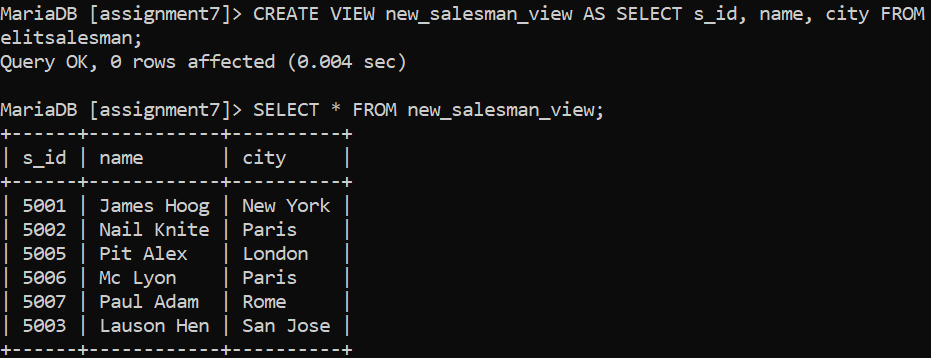 MariaDB [assignment7]> CREATE VIEW new_salesman_view AS SELECT s_id, name, city FROM
elitsalesman;
Query OK, 0 rows affected (0.004 sec)

MariaDB [assignment7]> SELECT * FROM new_salesman_view;
+------+------------+----------+
| s_id | name       | city     |
+------+------------+----------+
| 5001 | James Hoog | New York |
| 5002 | Nail Knite | Paris    |
| 5005 | Pit Alex   | London   |
| 5006 | Mc Lyon    | Paris    |
| 5007 | Paul Adam  | Rome     |
| 5003 | Lauson Hen | San Jose |
+------+------------+----------+